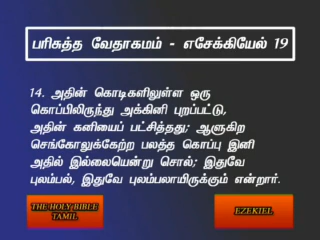 பரிசுத்த வேதாகமம் - எசேக்கியேல் 19
14. அதின் கொடிகளிலுள்ள ஒரு
கொப்பிலிருந்து அக்கினி புறப்பட்டு,
அதின் கனியைப் பட்சித்தது; ஆளுகிற
செங்கோலுக்கேற்ற பலத்த கொப்பு இனி
அதில் இல்லையென்று சொல்; இதுவே
புலம்பல், இதுவே புலம்பலாயிருக்கும் என்றார்.
THE HOLY BIBLE
TAMIL
EZEKIEL